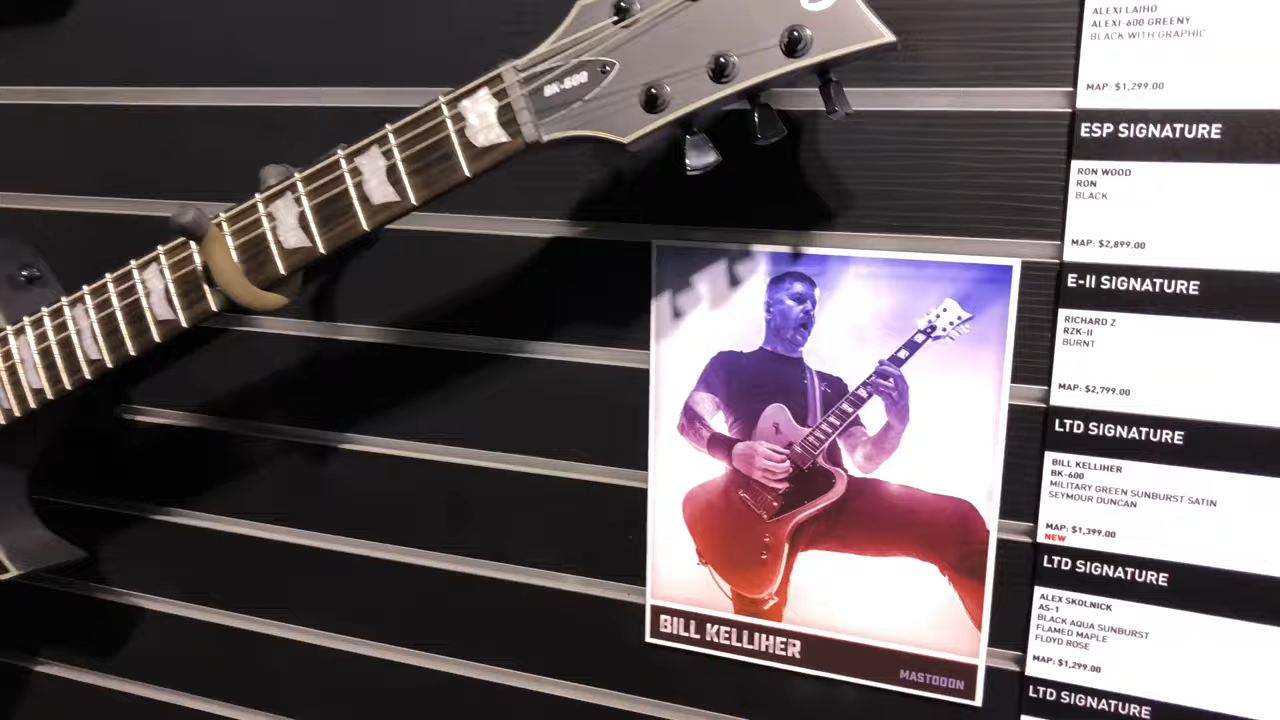 BK-600
BILL KELLIHER
MASTODON
ALEXI LAIHO
ALEXI-600 GREENY
BLACK WITH GRAPHIC
MAP: $1,299.00
ESP SIGNATURE
RON WOOD
RON
BLACK
MAP: $2,899.00
E-II SIGNATURE
RICHARD Z
RZK-II
BURNT
MAP: $2,799.00
LTD SIGNATURE
BILL KELLIHER
BK-600
MILITARY GREEN SUNBURST SATIN
SEYMOUR DUNCAN
MAP: $1,399.00
NEW
LTD SIGNATURE
ALEX SKOLNICK
AS-1
BLACK AQUA SUNBURST
FLAMED MAPLE
FLOYD ROSE
MAP: $1,299.00
LTD SIGNATURE